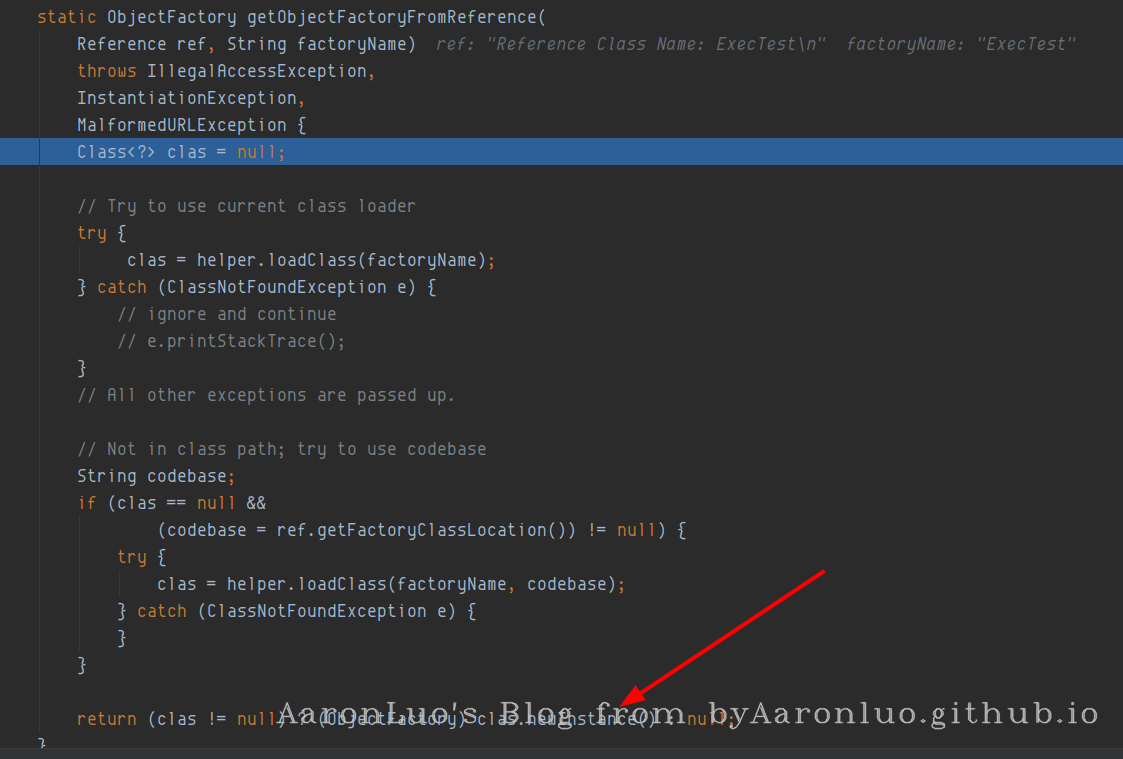 static ObjectFactory getObjectFactoryFromReference(
Reference ref, String factoryName) ref: "Reference Class Name: ExecTest\n" factoryName: "ExecTest"
throws IllegalAccessException,
InstantiationException,
MalformedURLException {
Class<?> clas = null;
// Try to use current class loader
try {
clas = helper.loadClass(factoryName);
} catch (ClassNotFoundException e) {
// ignore and continue
// e.printStackTrace();
}
// All other exceptions are passed up.
// Not in class path; try to use codebase
String codebase;
if (clas == null &&
(codebase = ref.getFactoryClassLocation()) != null) {
try {
clas = helper.loadClass(factoryName, codebase);
} catch (ClassNotFoundException e) {
}
}
return (clas != null) ? (ObjectFactory) clas.newInstance() : null;
AaronLuo's Blog from byAaronluo.github.io
}